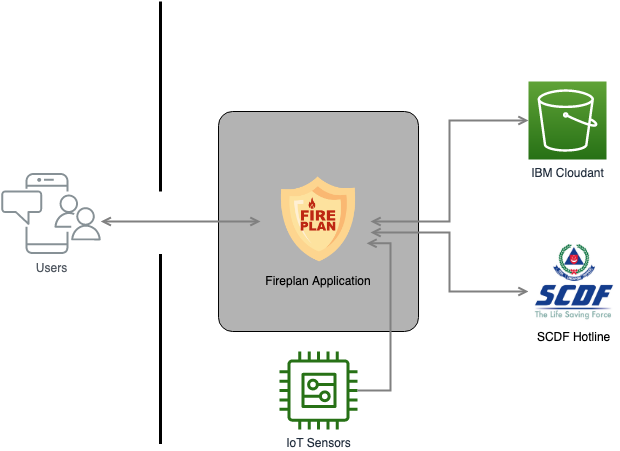 Users
FIRE
PLAN
Fireplan Application
IoT Sensors
IBM Cloudant
SCDF
The Life Saving Force
SCDF Hotline